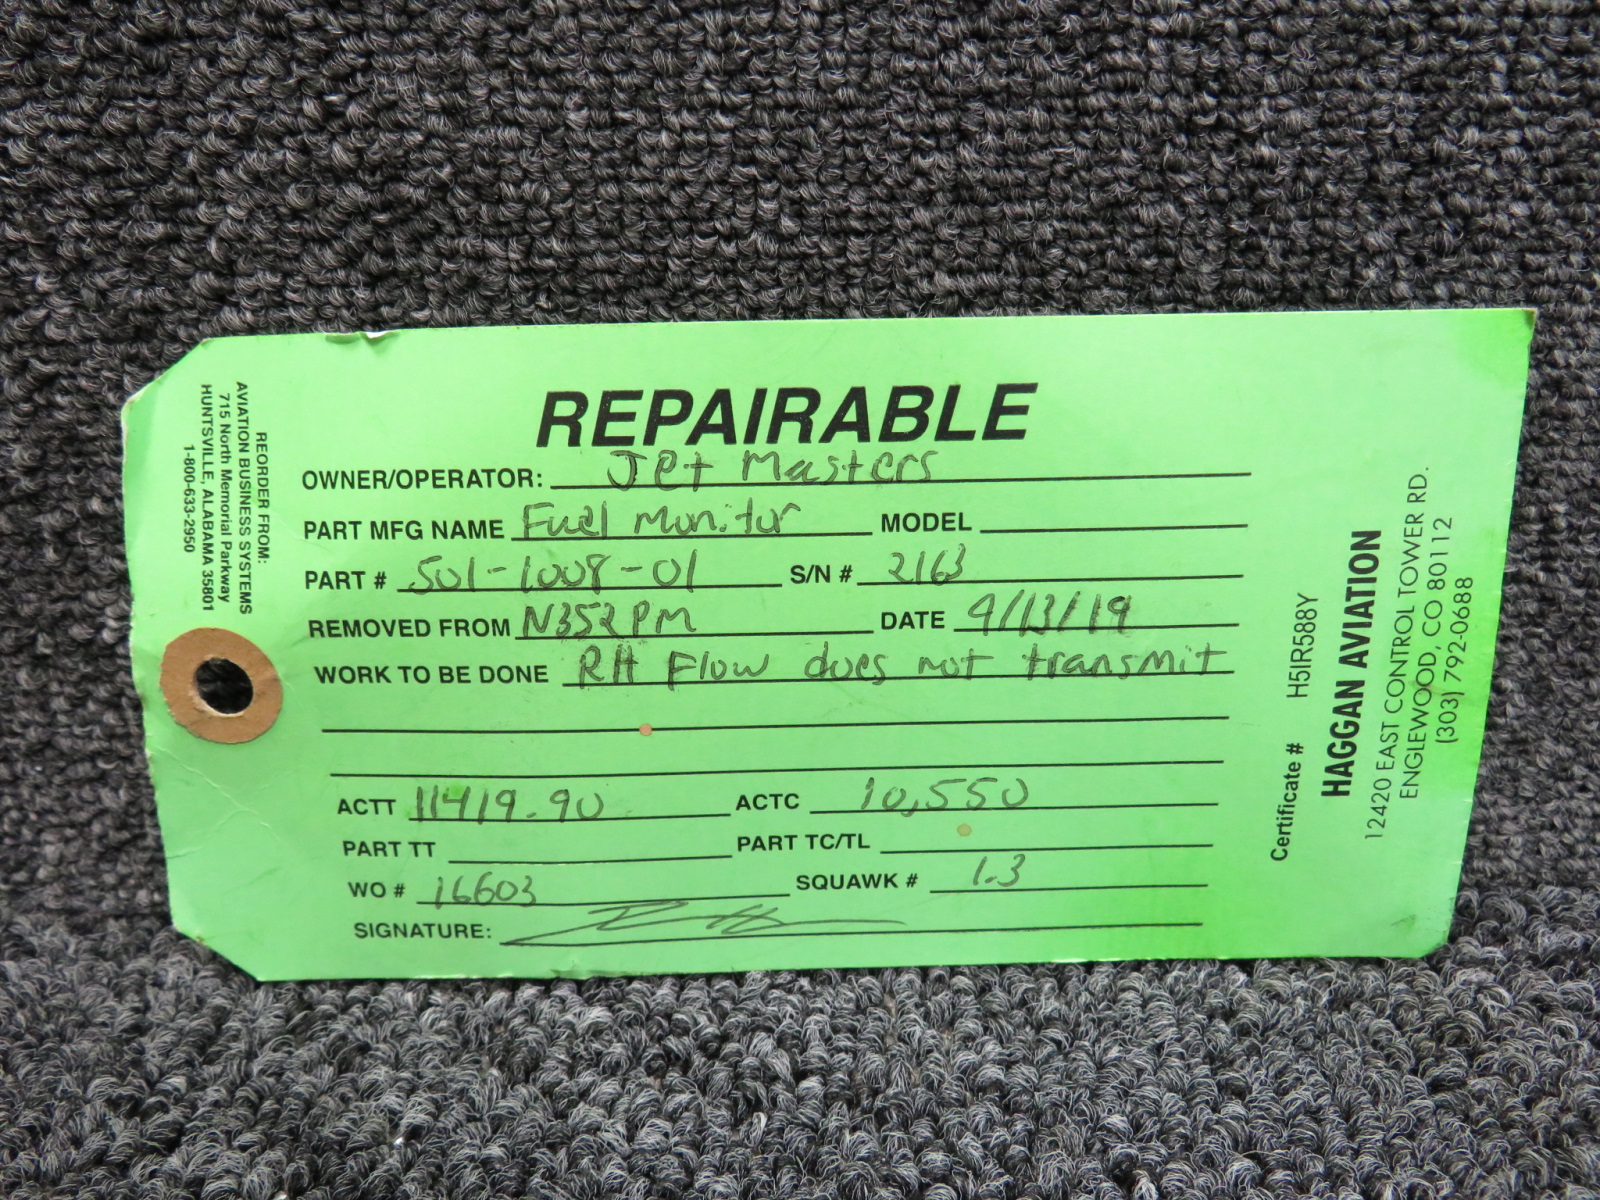 REORDER FROM:
AVIATION BUSINESS SYSTEMS
715 North Memorial Parkway
HUNTSVILLE, ALABAMA 35801
1-800-633-2950
REPAIRABLE
OWNER/OPERATOR: Jet Masters
PART MFG NAME Fuel Monitor MODEL
PART # 501-1008-01 S/N # 2163
REMOVED FROM N352PM DATE 9/13/19
WORK TO BE DONE RH Flow does not transmit
ACTT 11419.90 ACTC 10,550
PART TT PART TC/TL
WO # 16603 SQUAWK # 1.3
SIGNATURE:
Certificate # H5IR588Y
HAGGAN AVIATION
12420 EAST CONTROL TOWER RD.
ENGLEWOOD, CO 80112
(303) 792-0688